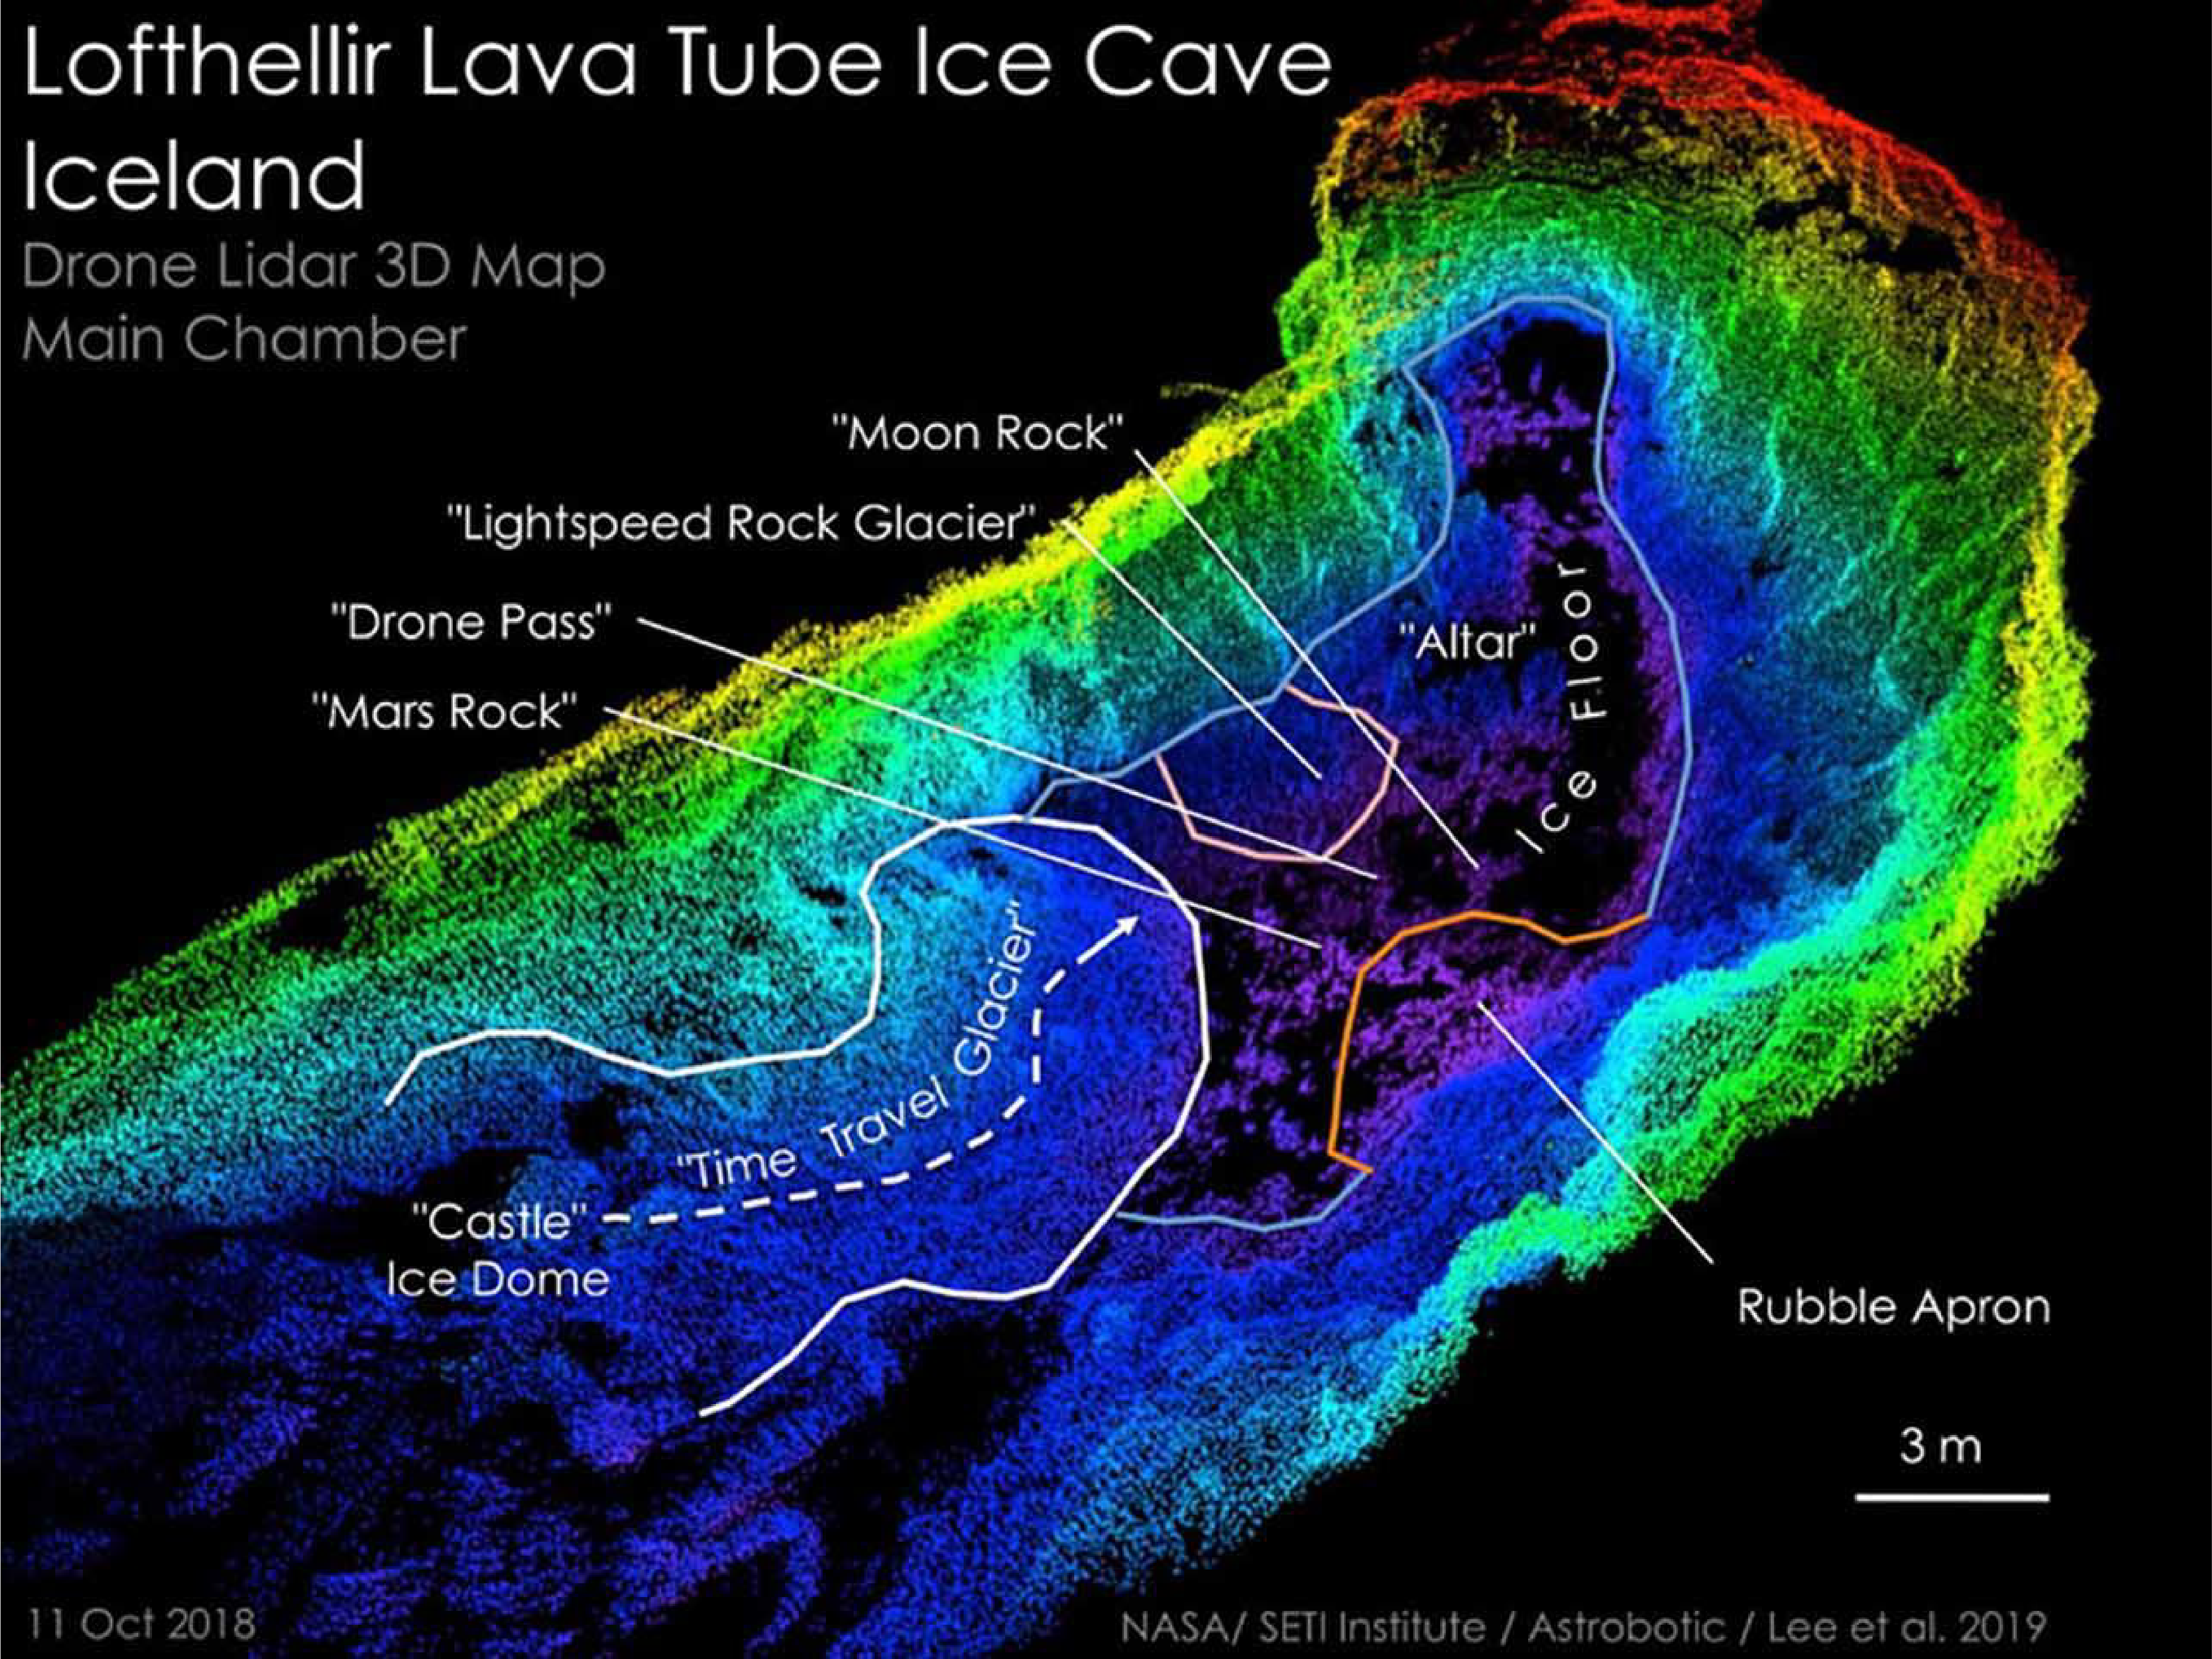 Lofthellir Lava Tube Ice Cave
Iceland
Drone Lidar 3D Map
Main Chamber
"Moon Rock"
"Lightspeed Rock Glacier"
"Drone Pass"
"Mars Rock"
"Altar"
Ice Floor
"Time Travel Glacier"
"Castle"
Ice Dome
Rubble Apron
3 m
11 Oct 2018
NASA/ SETI Institute / Astrobotic / Lee et al. 2019